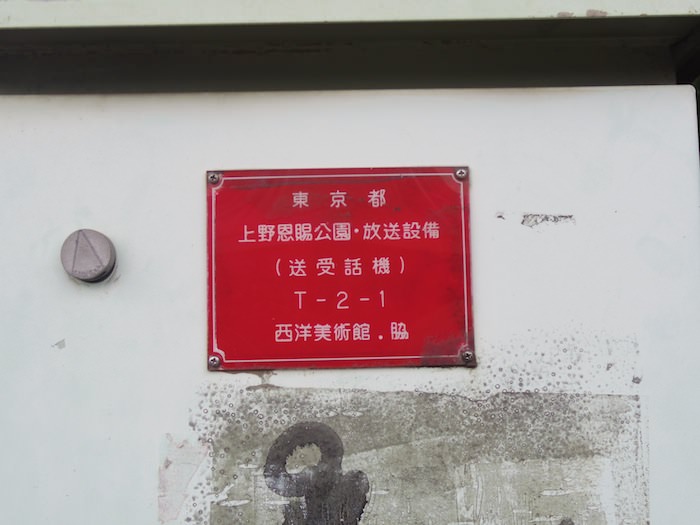 東京都
上野恩賜公園・放送設備
(送受話機)
T-2-1
西洋美術館.脇